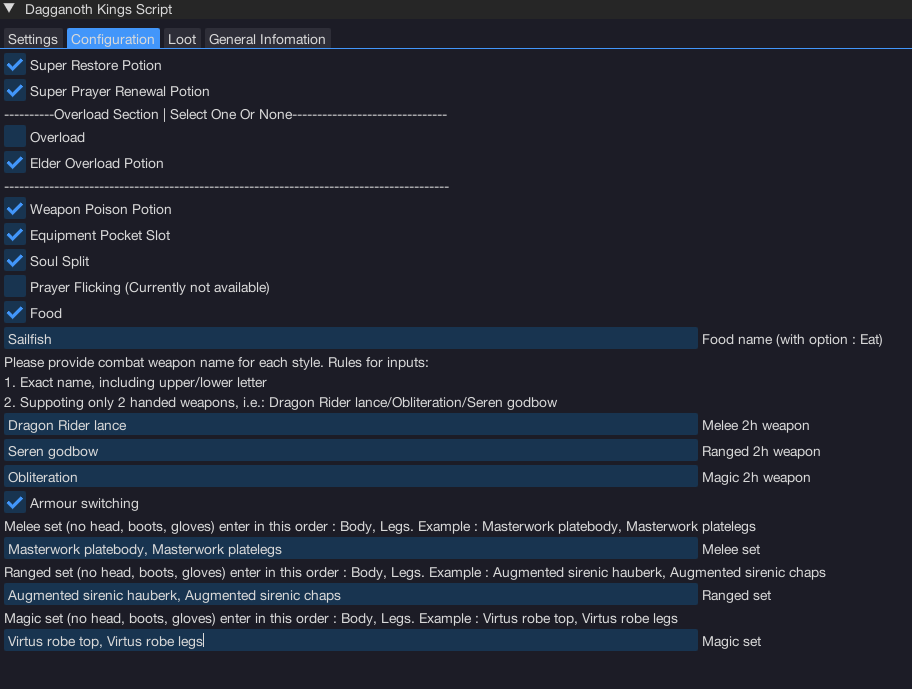 Dagganoth Kings Script
Settings Configuration Loot General Infomation
Super Restore Potion
Super Prayer Renewal Potion
----------Overload Section | Select One Or None-------------------------------
Overload
Elder Overload Potion
-----------------------------------------------------------------------------------------
Weapon Poison Potion
Equipment Pocket Slot
Soul Split
Prayer Flicking (Currently not available)
Food
Sailfish Food name (with option : Eat)
Please provide combat weapon name for each style. Rules for inputs:
1. Exact name, including upper/lower letter
2. Suppoting only 2 handed weapons, i.e.: Dragon Rider lance/Obliteration/Seren godbow
Dragon Rider lance Melee 2h weapon
Seren godbow Ranged 2h weapon
Obliteration Magic 2h weapon
Armour switching
Melee set (no head, boots, gloves) enter in this order : Body, Legs. Example : Masterwork platebody, Masterwork platelegs
Masterwork platebody, Masterwork platelegs Melee set
Ranged set (no head, boots, gloves) enter in this order : Body, Legs. Example : Augmented sirenic hauberk, Augmented sirenic chaps
Augmented sirenic hauberk, Augmented sirenic chaps Ranged set
Magic set (no head, boots, gloves) enter in this order : Body, Legs. Example : Virtus robe top, Virtus robe legs
Virtus robe top, Virtus robe legs Magic set